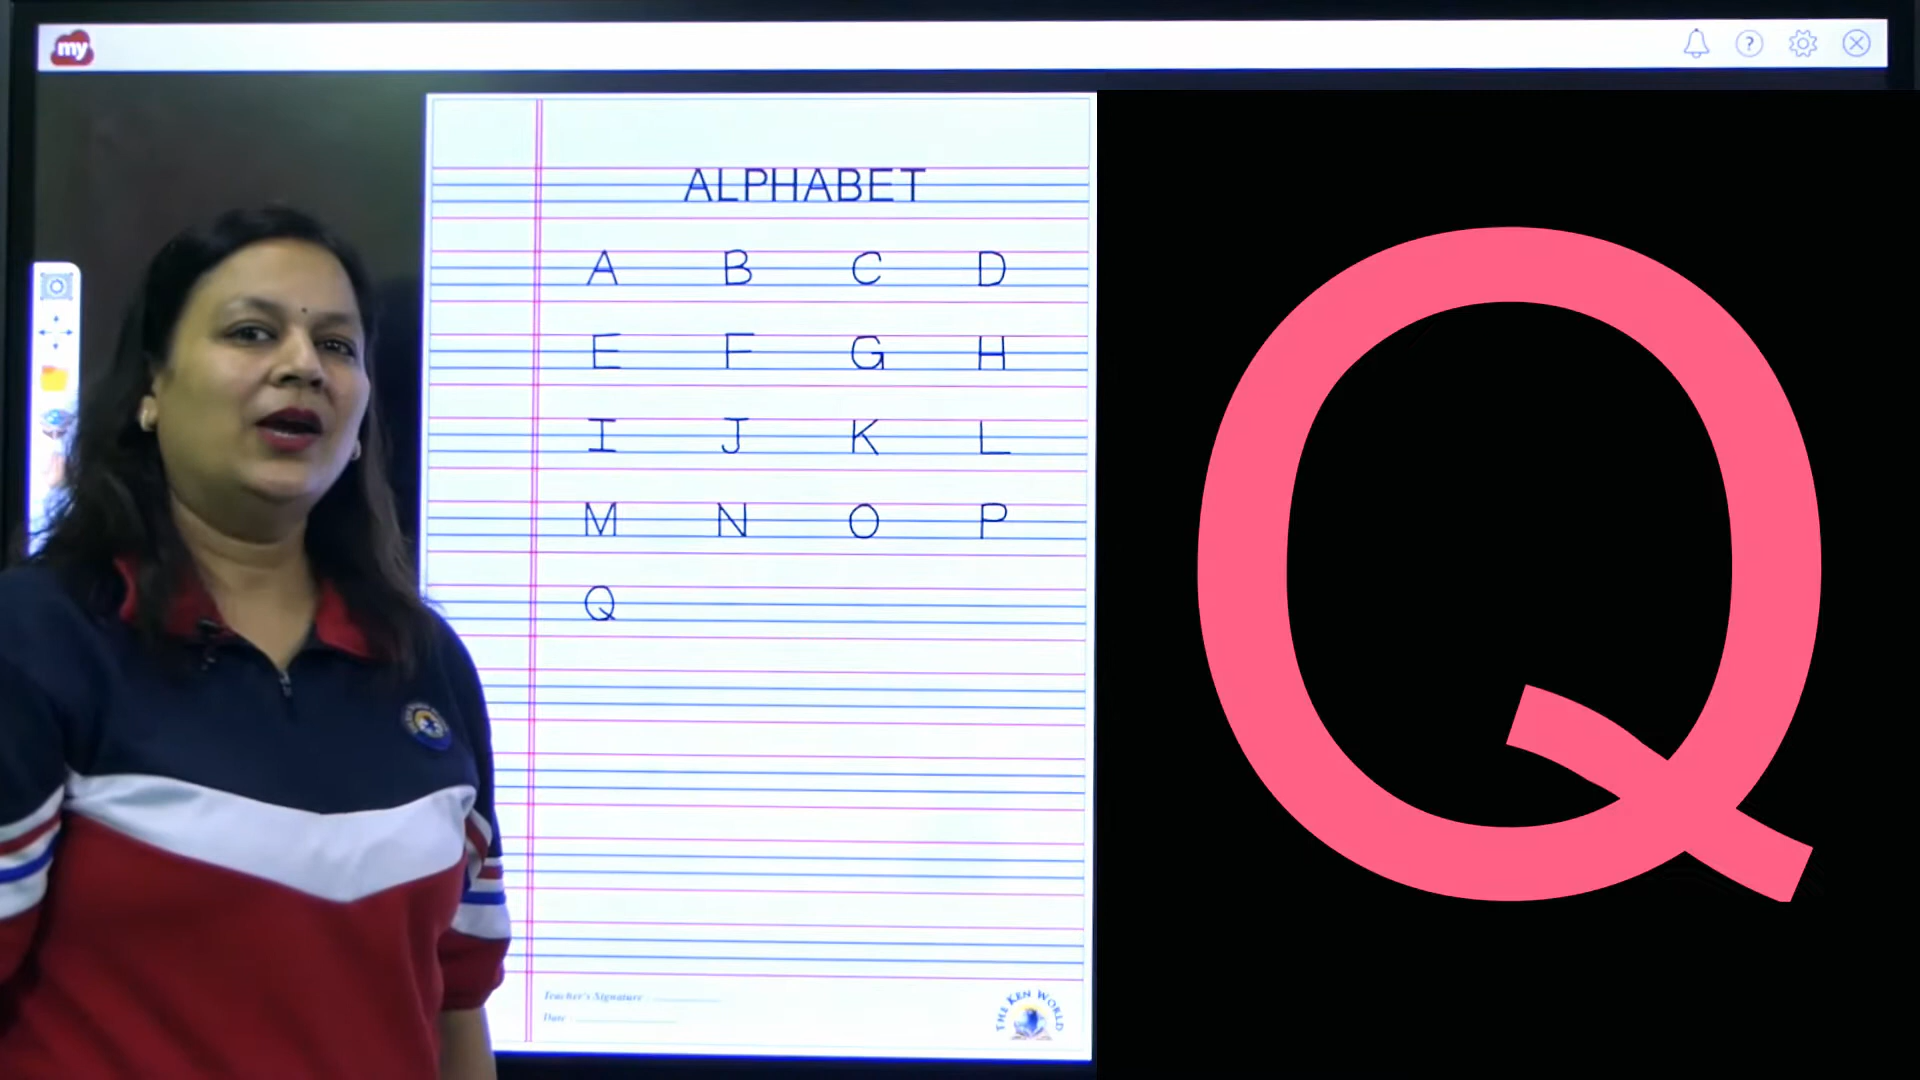 my
ALPHABET
A B C D
E F G H
I J K L
M N O P
Q
Q
Teacher's Signature
Date
THE KEN WORLD